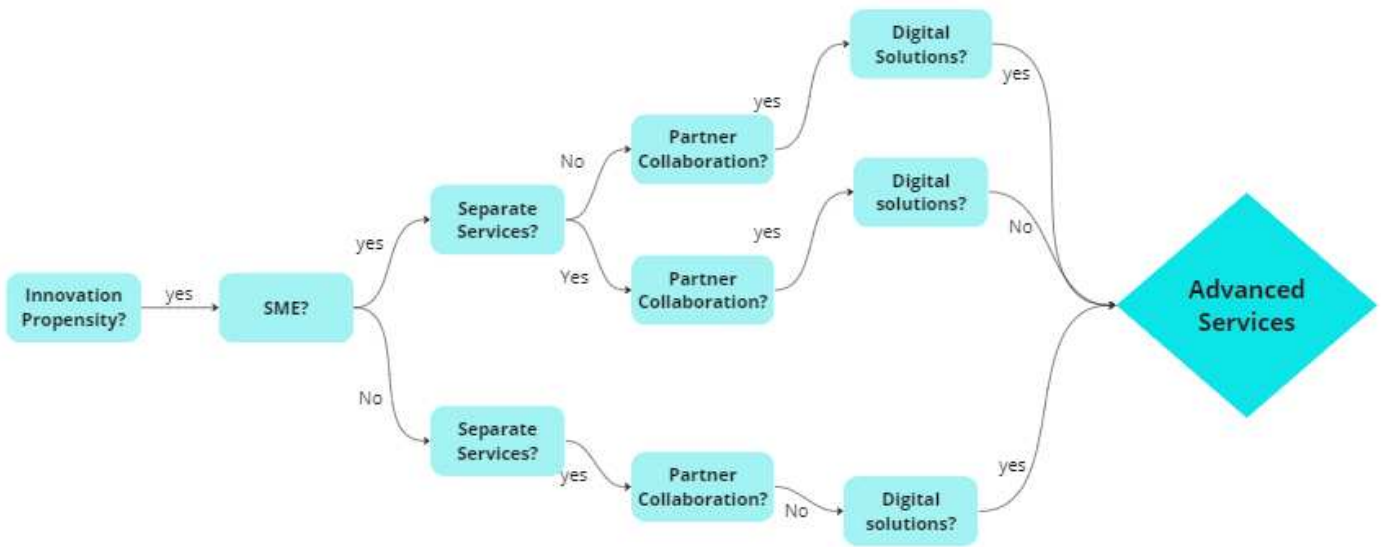 Digital
Solutions?
yes
yes
Partner
Collaboration?
No
Digital
solutions?
Separate
Services?
yes
yes
No
Yes
Partner
Collaboration?
Innovation
Propensity?
yes
SME?
Advanced
Services
No
Separate
Services?
yes
Partner
Collaboration?
yes
No
Digital
solutions?